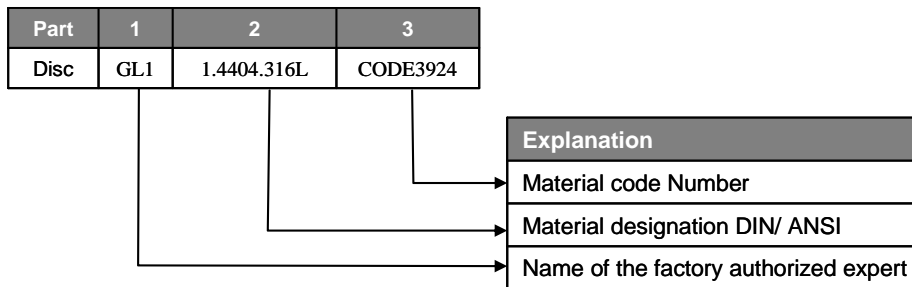 Part 1 2 3
Disc GL1 1.4404.316L CODE3924
Explanation
Material code Number
Material designation DIN/ ANSI
Name of the factory authorized expert